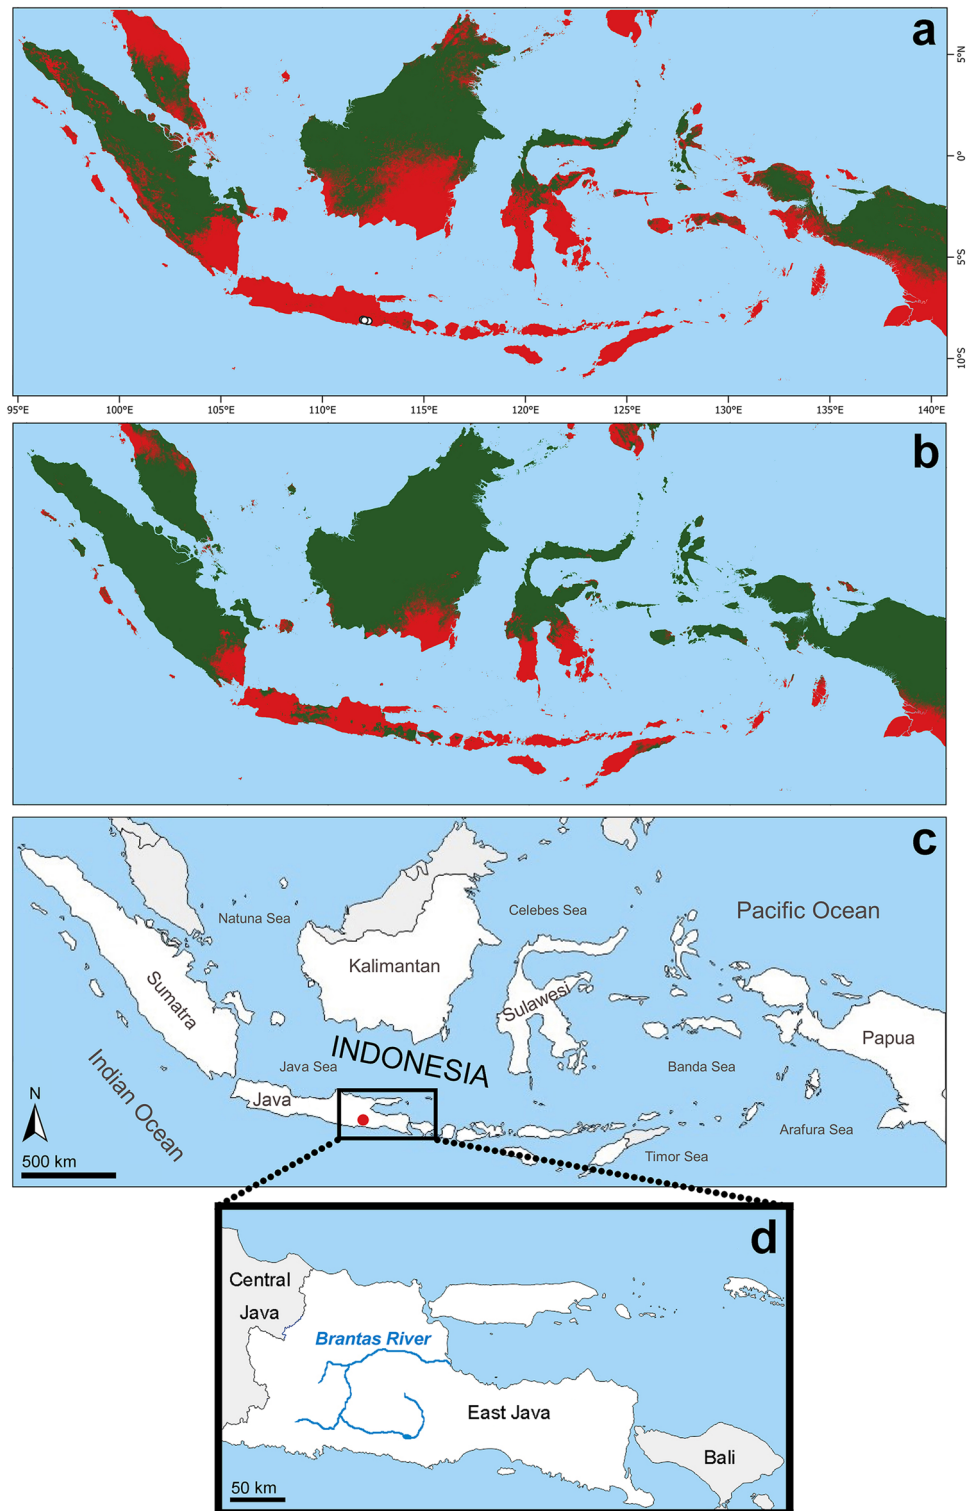 a
5°N
0°
5°S
10°S
95°E 100°E 105°E 110°E 115°E 120°E 125°E 130°E 135°E 140°E
b
c
Natuna Sea
Celebes Sea
Pacific Ocean
Kalimantan
Sumatra
Sulawesi
Papua
INDONESIA
Java Sea
Banda Sea
Indian Ocean
Java
Arafura Sea
Timor Sea
N
500 km
d
Central
Java
Brantas River
East Java
Bali
50 km